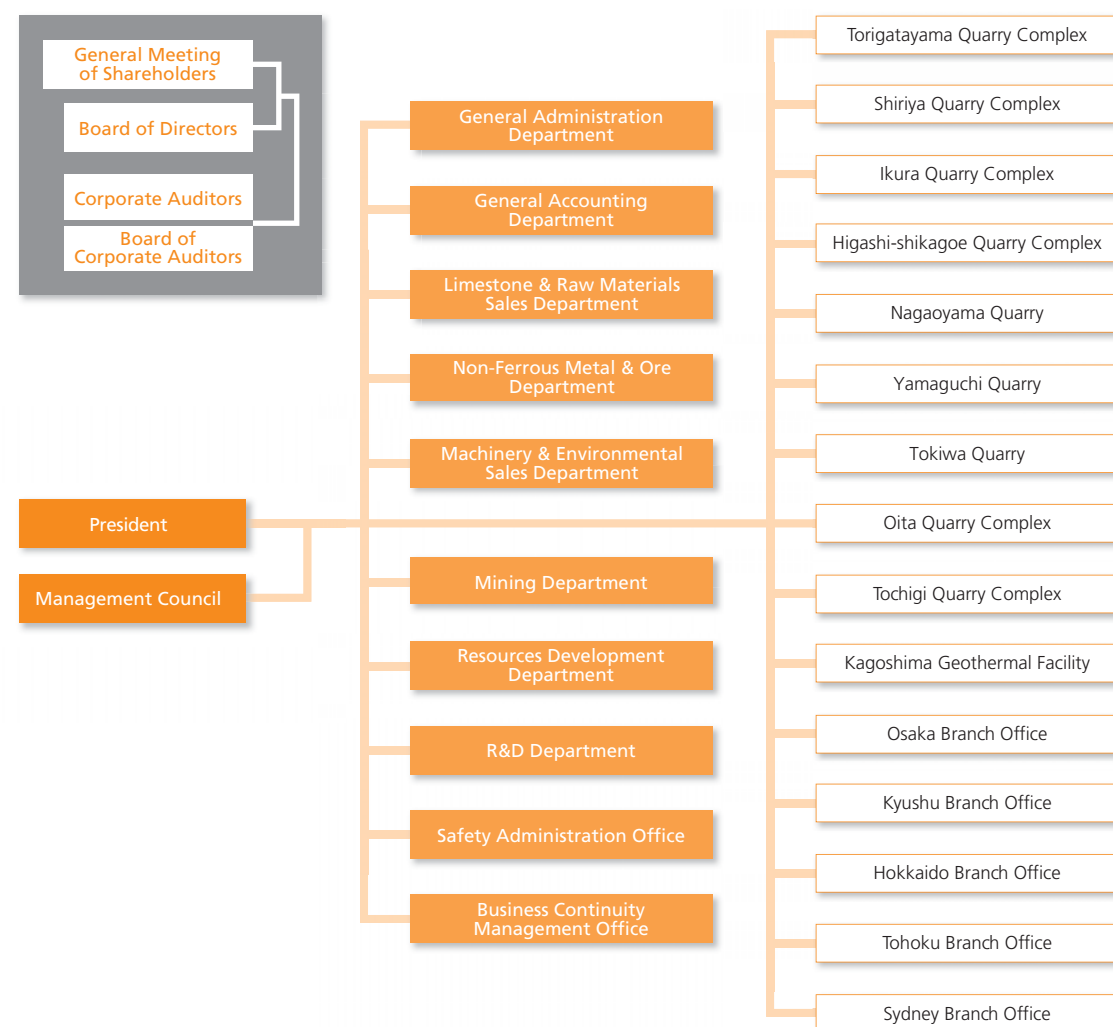 General Meeting
of Shareholders
Board of Directors
Corporate Auditors
Board of
Corporate Auditors
President
Management Council
General Administration
Department
General Accounting
Department
Limestone & Raw Materials
Sales Department
Non-Ferrous Metal & Ore
Department
Machinery & Environmental
Sales Department
Mining Department
Resources Development
Department
R&D Department
Safety Administration Office
Business Continuity
Management Office
Torigatayama Quarry Complex
Shiriya Quarry Complex
Ikura Quarry Complex
Higashi-shikagoe Quarry Complex
Nagaoyama Quarry
Yamaguchi Quarry
Tokiwa Quarry
Oita Quarry Complex
Tochigi Quarry Complex
Kagoshima Geothermal Facility
Osaka Branch Office
Kyushu Branch Office
Hokkaido Branch Office
Tohoku Branch Office
Sydney Branch Office